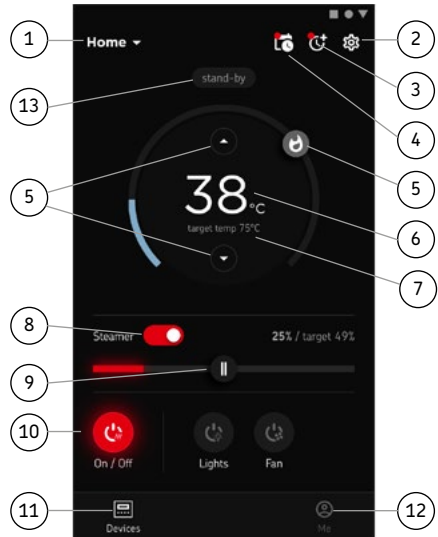 1
Home
2
3
13
stand-by
4
5
5
38°C
6
target temp 75°C
7
8
Steamer
25% / target 49%
9
10
On / Off
Lights
Fan
11
12
Devices
Me